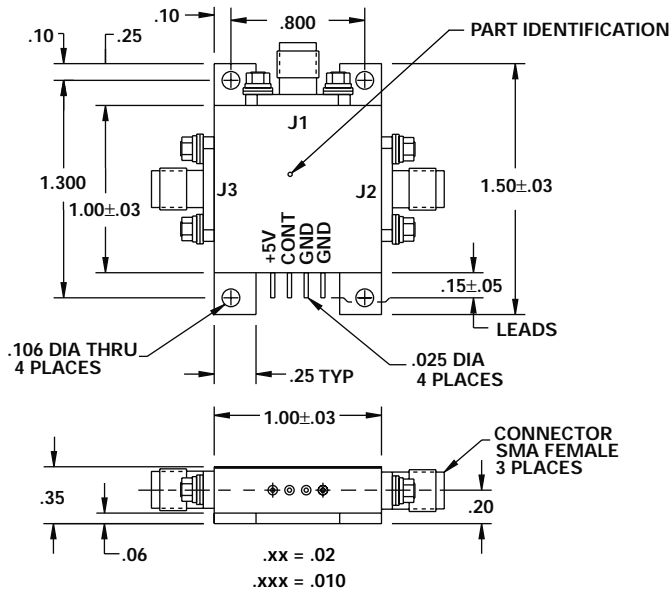 .10
.800
PART IDENTIFICATION
.10
.25
J1
1.300
1.00±.03
J3
J2
1.50±.03
+5V
CONT
GND
GND
.15±.05
LEADS
.106 DIA THRU
4 PLACES
.25 TYP
.025 DIA
4 PLACES
1.00±.03
CONNECTOR
SMA FEMALE
3 PLACES
.35
.20
.06
.xx = .02
.xxx = .010